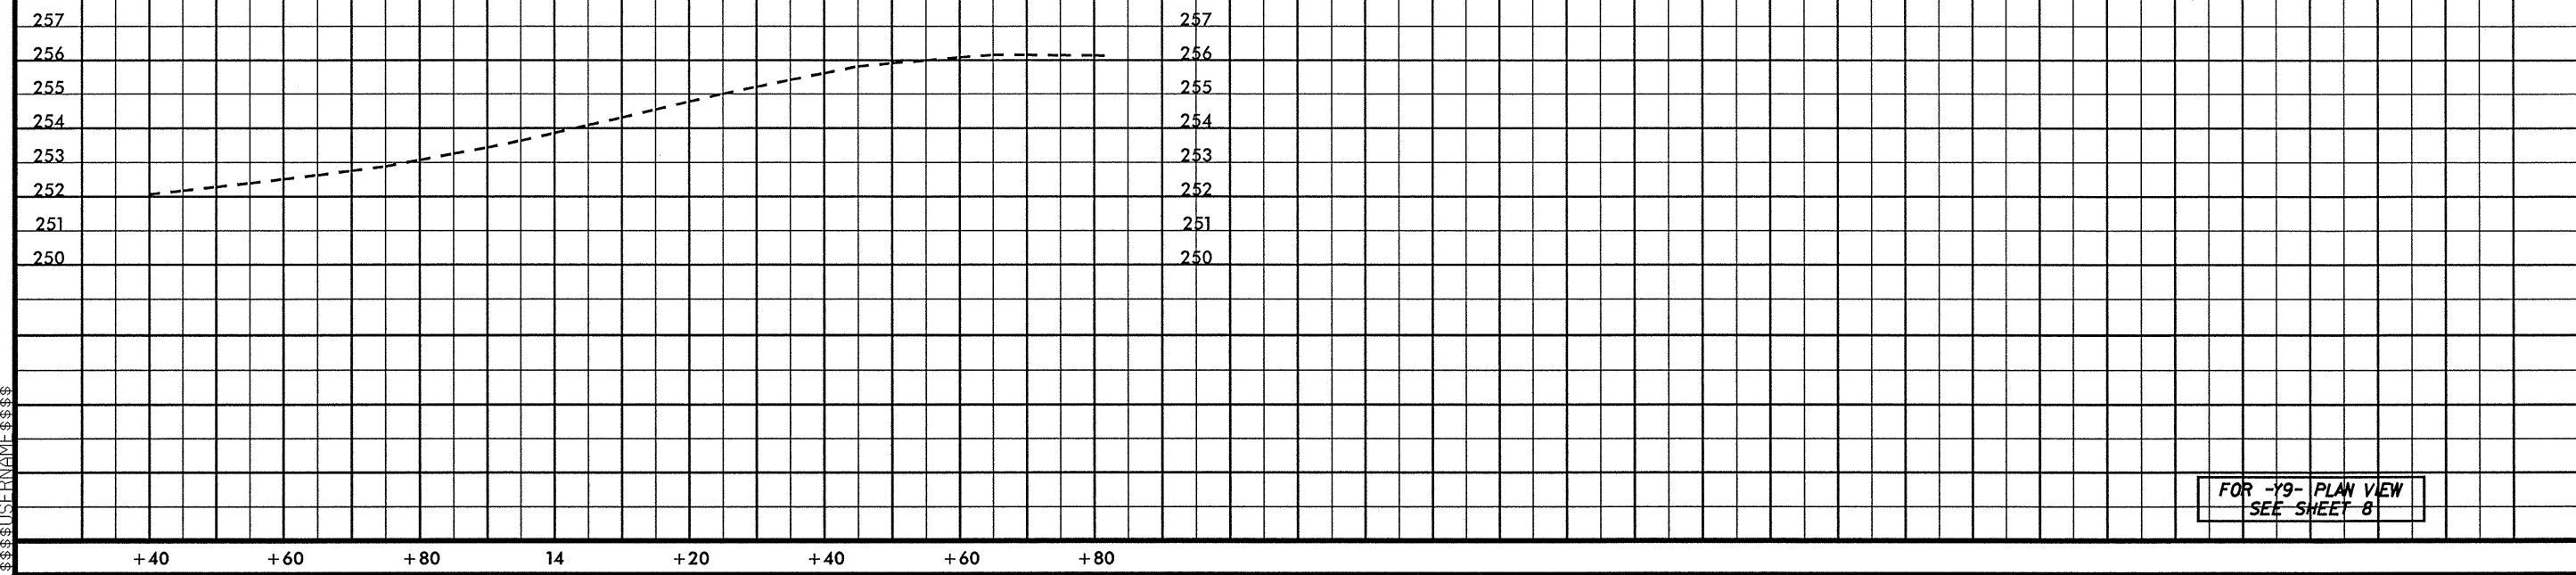 257 257
256 256
255 255
254 254
253 253
252 252
251 251
250 250
FOR -Y9- PLAN VIEW
SEE SHEET 8
+40 +60 +80 14 +20 +40 +60 +80
$$$$USERNAME$$$$